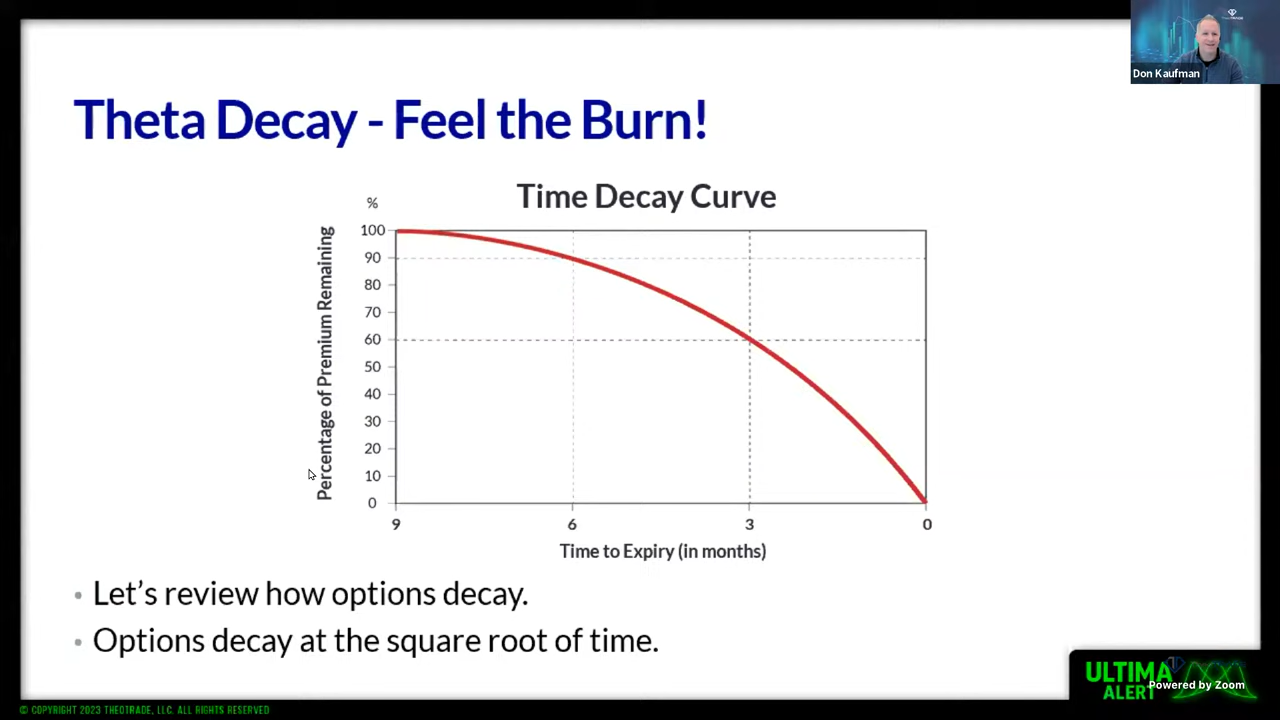 Don Kaufman
Theta Decay - Feel the Burn!
Time Decay Curve
%
Percentage of Premium Remaining
100
90
80
70
60
50
40
30
20
10
0
9
6
3
0
Time to Expiry (in months)
• Let’s review how options decay.
• Options decay at the square root of time.
ULTIMA
ALERT
Powered by Zoom
© COPYRIGHT 2023 THEOTRADE, LLC. ALL RIGHTS RESERVED